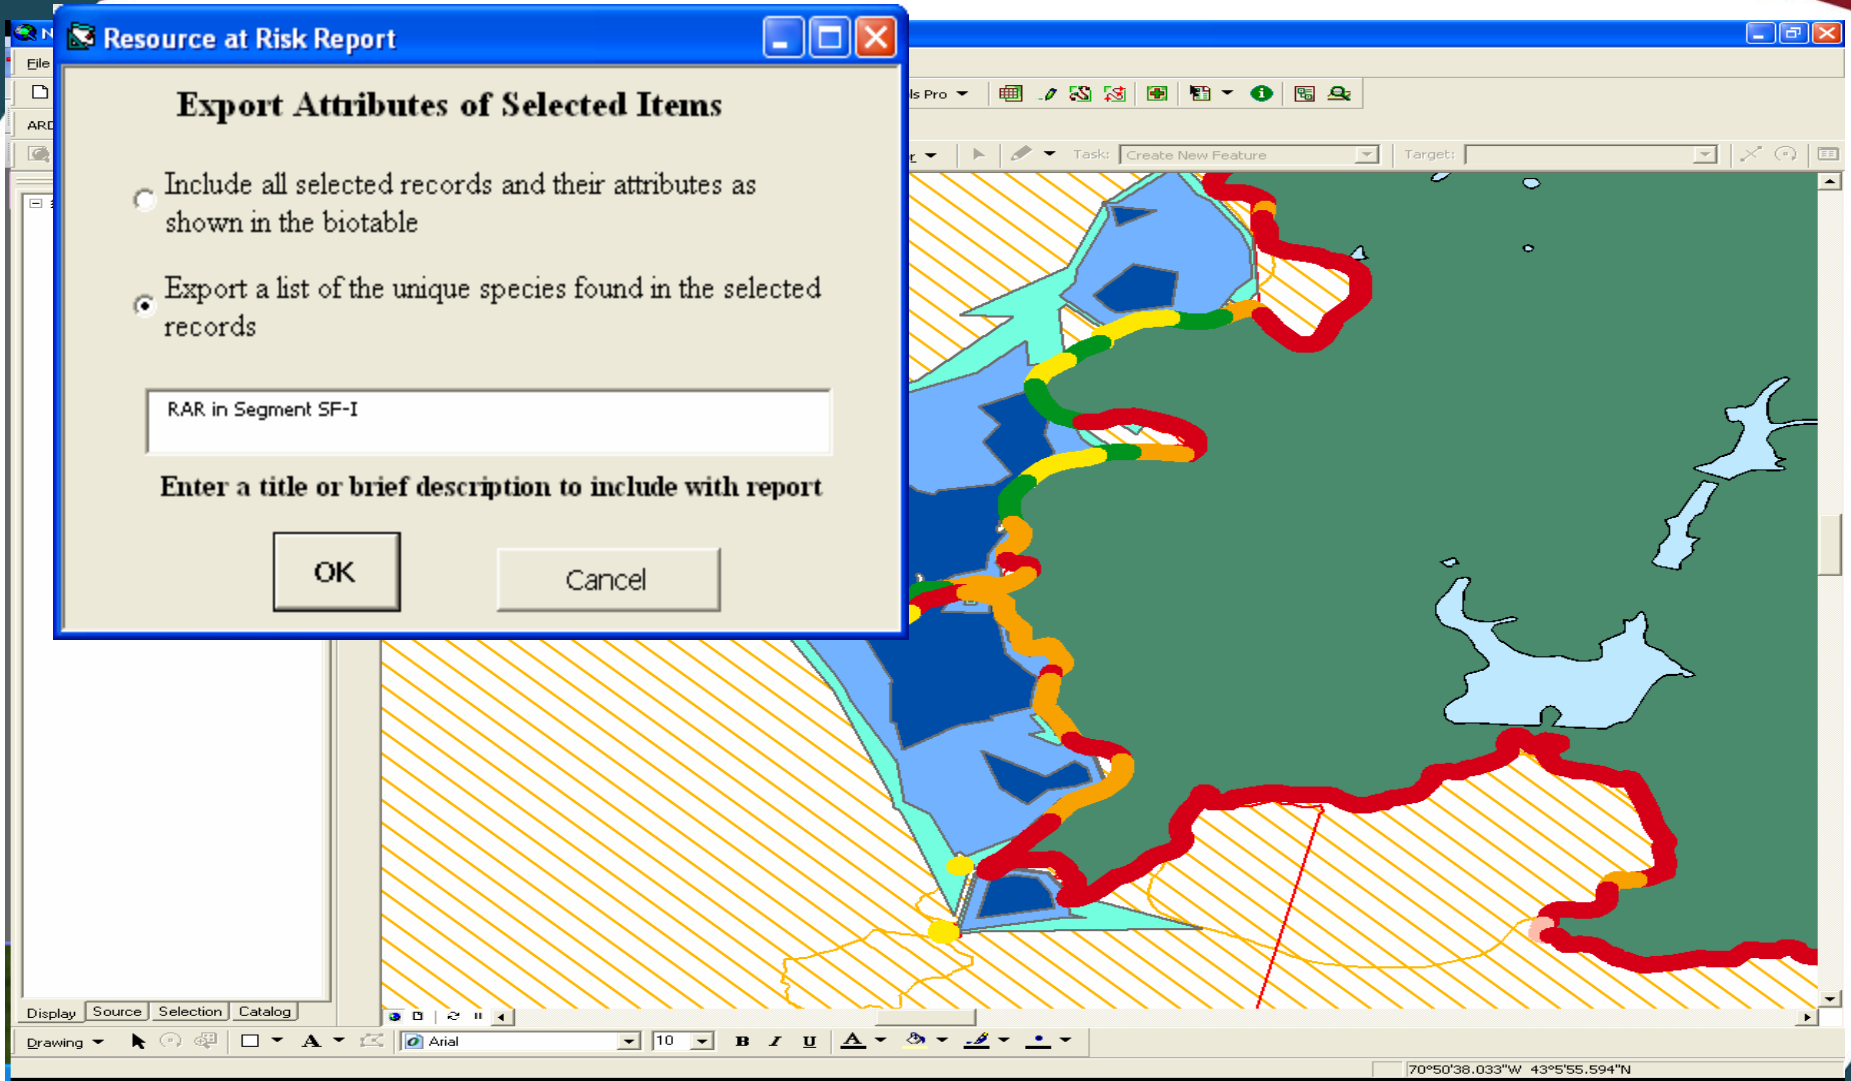 N
Resource at Risk Report
File
Export Attributes of Selected Items
ls Pro
ARD
Task: Create New Feature
Target:
Include all selected records and their attributes as
shown in the biotable
Export a list of the unique species found in the selected
records
RAR in Segment SF-I
Enter a title or brief description to include with report
OK
Cancel
Display Source Selection Catalog
Drawing A Arial 10 B I U A
70°50'38.033"W 43°5'55.594"N